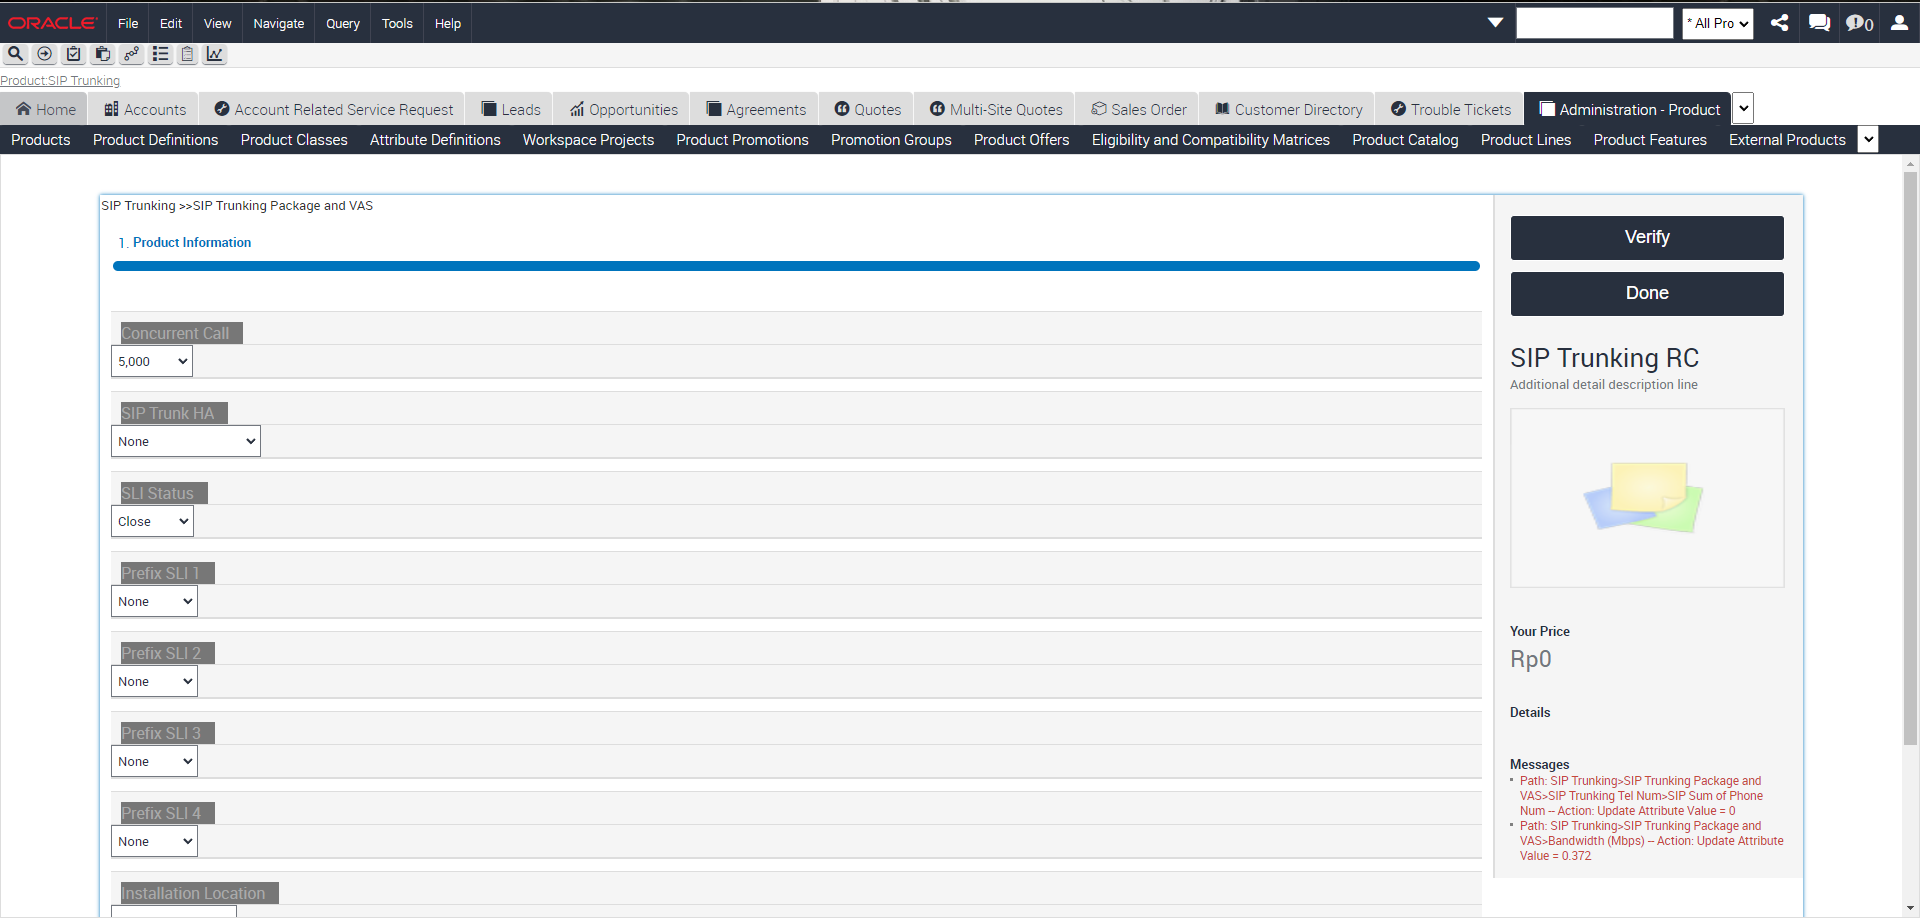 ORACLE File Edit View Navigate Query Tools Help * All Pro 0
Product:SIP Trunking
Home Accounts Account Related Service Request Leads Opportunities Agreements Quotes Multi-Site Quotes Sales Order Customer Directory Trouble Tickets Administration - Product
Products Product Definitions Product Classes Attribute Definitions Workspace Projects Product Promotions Promotion Groups Product Offers Eligibility and Compatibility Matrices Product Catalog Product Lines Product Features External Products
SIP Trunking >>SIP Trunking Package and VAS
1. Product Information
Concurrent Call
5,000
SIP Trunk HA
None
SLI Status
Close
Prefix SLI 1
None
Prefix SLI 2
None
Prefix SLI 3
None
Prefix SLI 4
None
Installation Location
Verify
Done
SIP Trunking RC
Additional detail description line
Your Price
Rp0
Details
Messages
Path: SIP Trunking>SIP Trunking Package and
VAS>SIP Trunking Tel Num>SIP Sum of Phone
Num -- Action: Update Attribute Value = 0
Path: SIP Trunking>SIP Trunking Package and
VAS>Bandwidth (Mbps) -- Action: Update Attribute
Value = 0.372